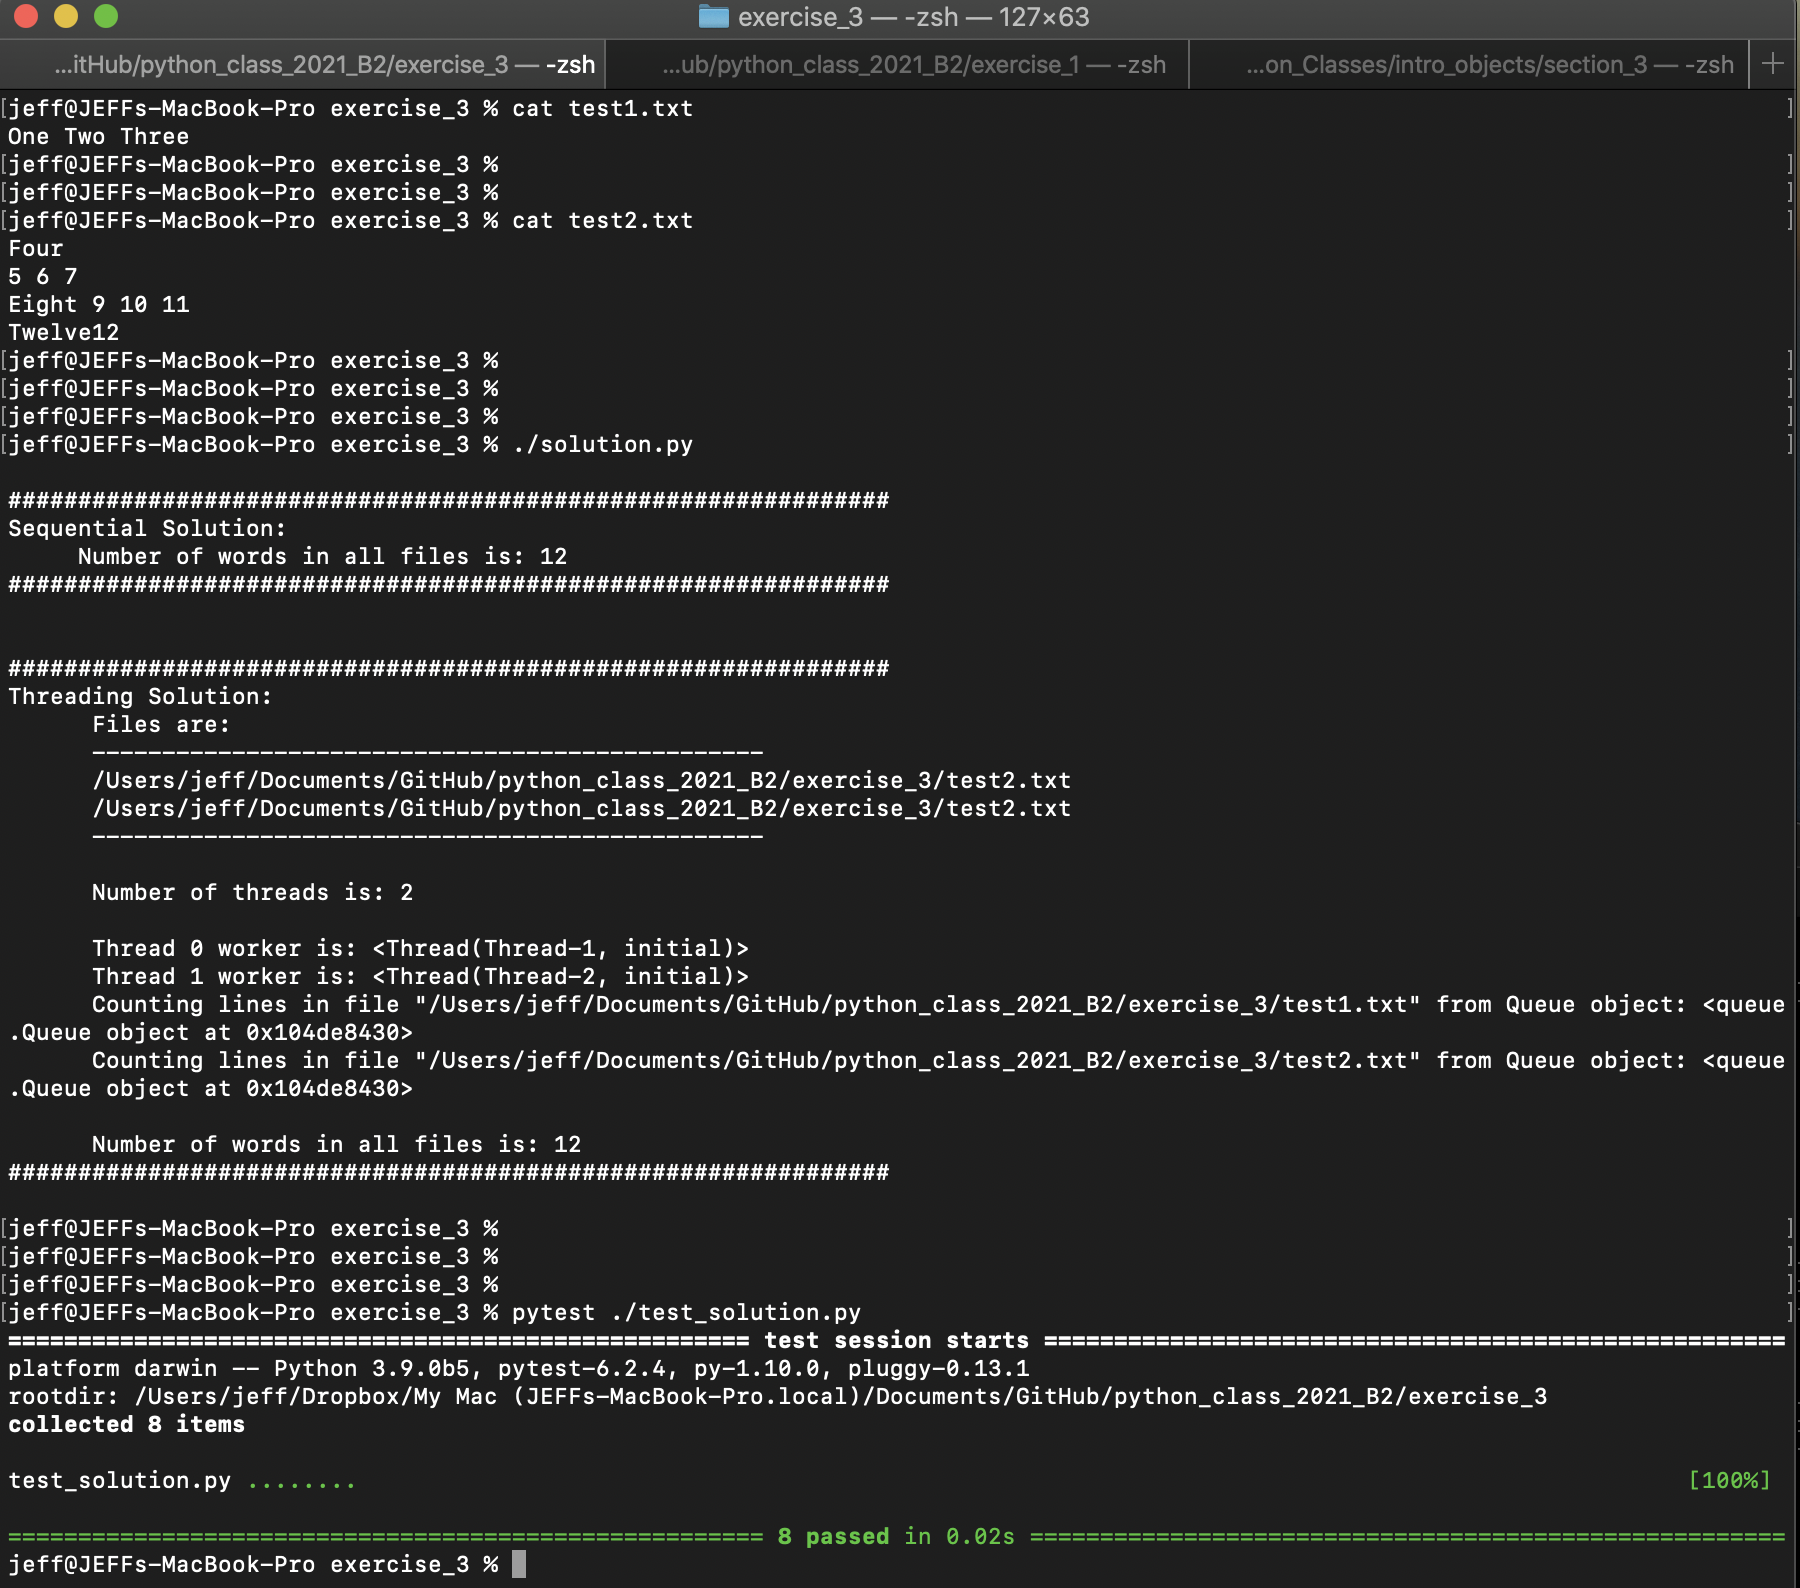 exercise_3 — -zsh — 127×63
...itHub/python_class_2021_B2/exercise_3 — -zsh
...ub/python_class_2021_B2/exercise_1 — -zsh
...on_Classes/intro_objects/section_3 — -zsh
[jeff@JEFFs-MacBook-Pro exercise_3 % cat test1.txt ]
One Two Three
[jeff@JEFFs-MacBook-Pro exercise_3 % ]
[jeff@JEFFs-MacBook-Pro exercise_3 % ]
[jeff@JEFFs-MacBook-Pro exercise_3 % cat test2.txt ]
Four
5 6 7
Eight 9 10 11
Twelve12
[jeff@JEFFs-MacBook-Pro exercise_3 % ]
[jeff@JEFFs-MacBook-Pro exercise_3 % ]
[jeff@JEFFs-MacBook-Pro exercise_3 % ]
[jeff@JEFFs-MacBook-Pro exercise_3 % ./solution.py ]
###############################################################
Sequential Solution:
Number of words in all files is: 12
###############################################################
###############################################################
Threading Solution:
Files are:
------------------------------------------------
/Users/jeff/Documents/GitHub/python_class_2021_B2/exercise_3/test2.txt
/Users/jeff/Documents/GitHub/python_class_2021_B2/exercise_3/test2.txt
------------------------------------------------
Number of threads is: 2
Thread 0 worker is: <Thread(Thread-1, initial)>
Thread 1 worker is: <Thread(Thread-2, initial)>
Counting lines in file "/Users/jeff/Documents/GitHub/python_class_2021_B2/exercise_3/test1.txt" from Queue object: <queue
.Queue object at 0x104de8430>
Counting lines in file "/Users/jeff/Documents/GitHub/python_class_2021_B2/exercise_3/test2.txt" from Queue object: <queue
.Queue object at 0x104de8430>
Number of words in all files is: 12
###############################################################
[jeff@JEFFs-MacBook-Pro exercise_3 % ]
[jeff@JEFFs-MacBook-Pro exercise_3 % ]
[jeff@JEFFs-MacBook-Pro exercise_3 % ]
[jeff@JEFFs-MacBook-Pro exercise_3 % pytest ./test_solution.py ]
===================================================== test session starts =====================================================
platform darwin -- Python 3.9.0b5, pytest-6.2.4, py-1.10.0, pluggy-0.13.1
rootdir: /Users/jeff/Dropbox/My Mac (JEFFs-MacBook-Pro.local)/Documents/GitHub/python_class_2021_B2/exercise_3
collected 8 items
test_solution.py ........ [100%]
====================================================== 8 passed in 0.02s ======================================================
jeff@JEFFs-MacBook-Pro exercise_3 %